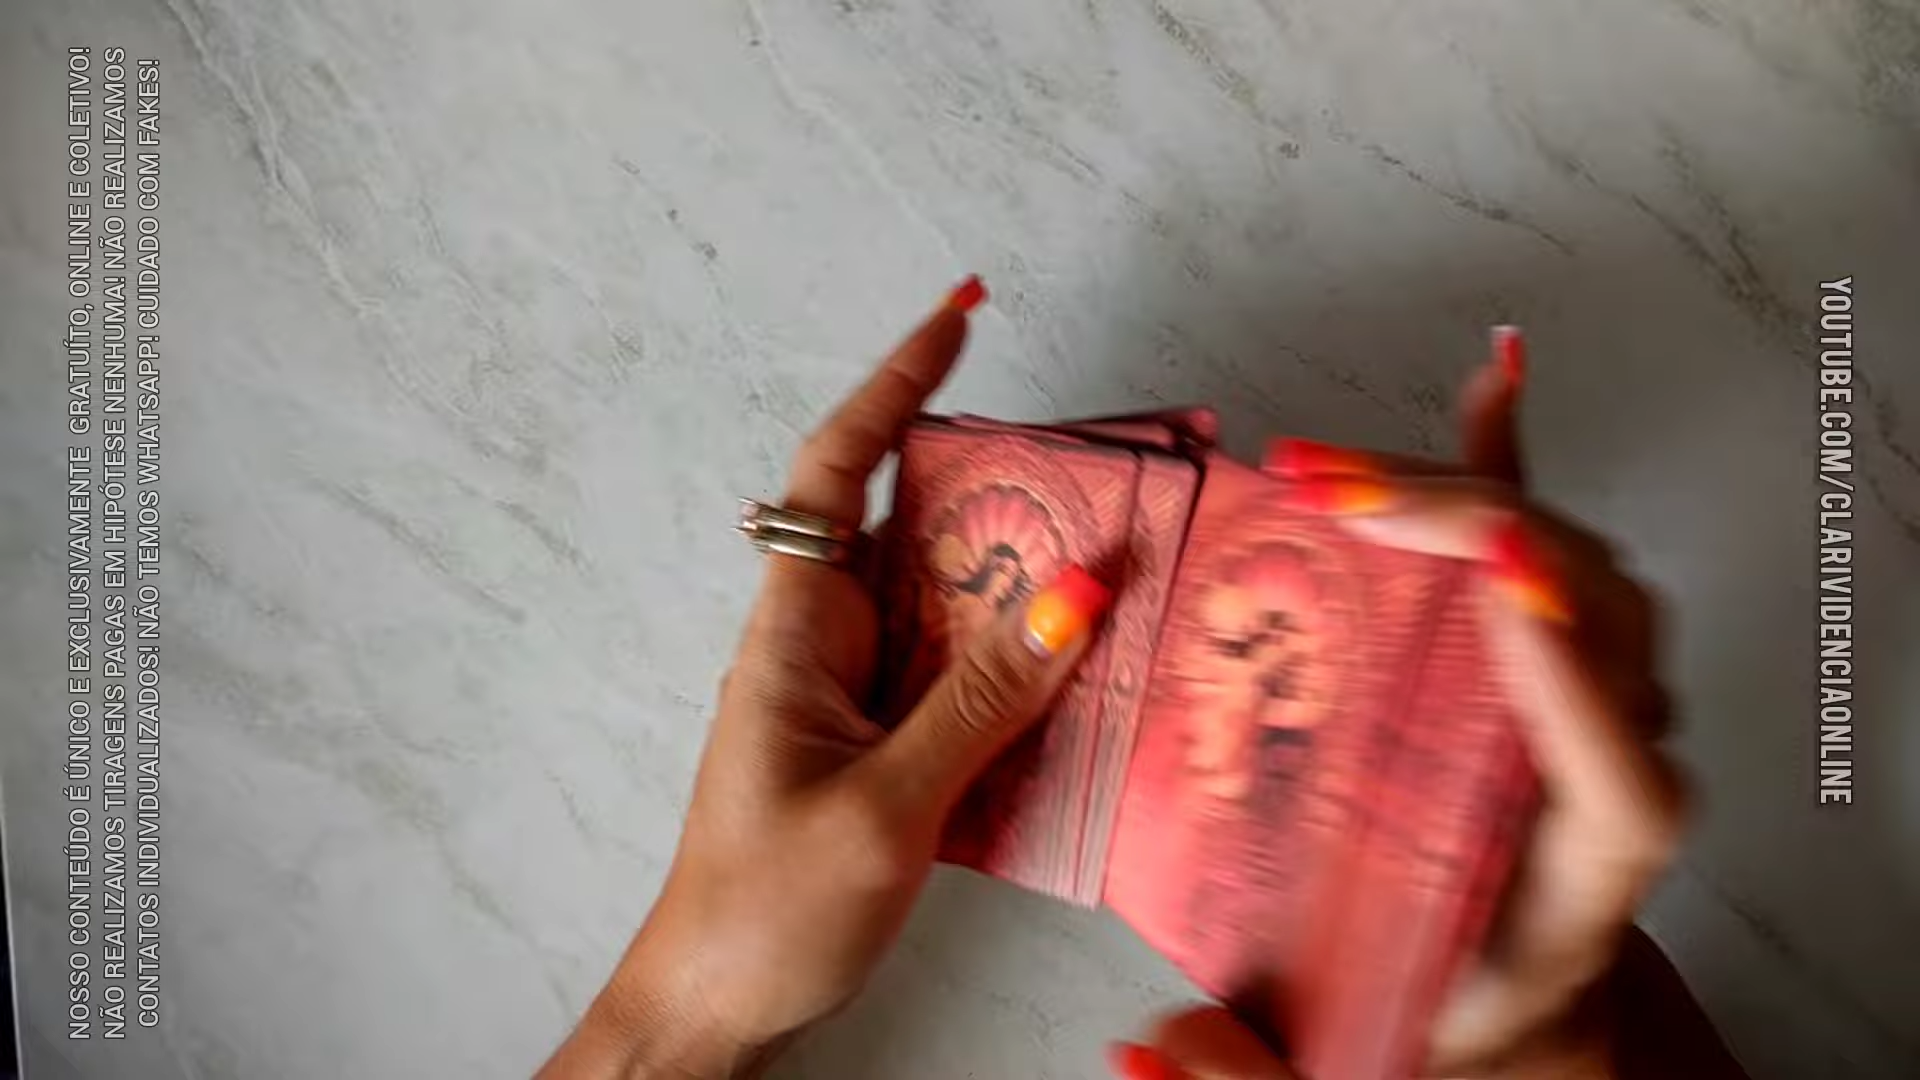 NOSSO CONTEÚDO É ÚNICO E EXCLUSIVAMENTE GRATUÍTO, ONLINE E COLETIVO!
NÃO REALIZAMOS TIRAGENS PAGAS EM HIPÓTESE NENHUMA! NÃO REALIZAMOS
CONTATOS INDIVIDUALIZADOS! NÃO TEMOS WHATSAPP! CUIDADO COM FAKES!
YOUTUBE.COM/CLARIVIDENCIAONLINE